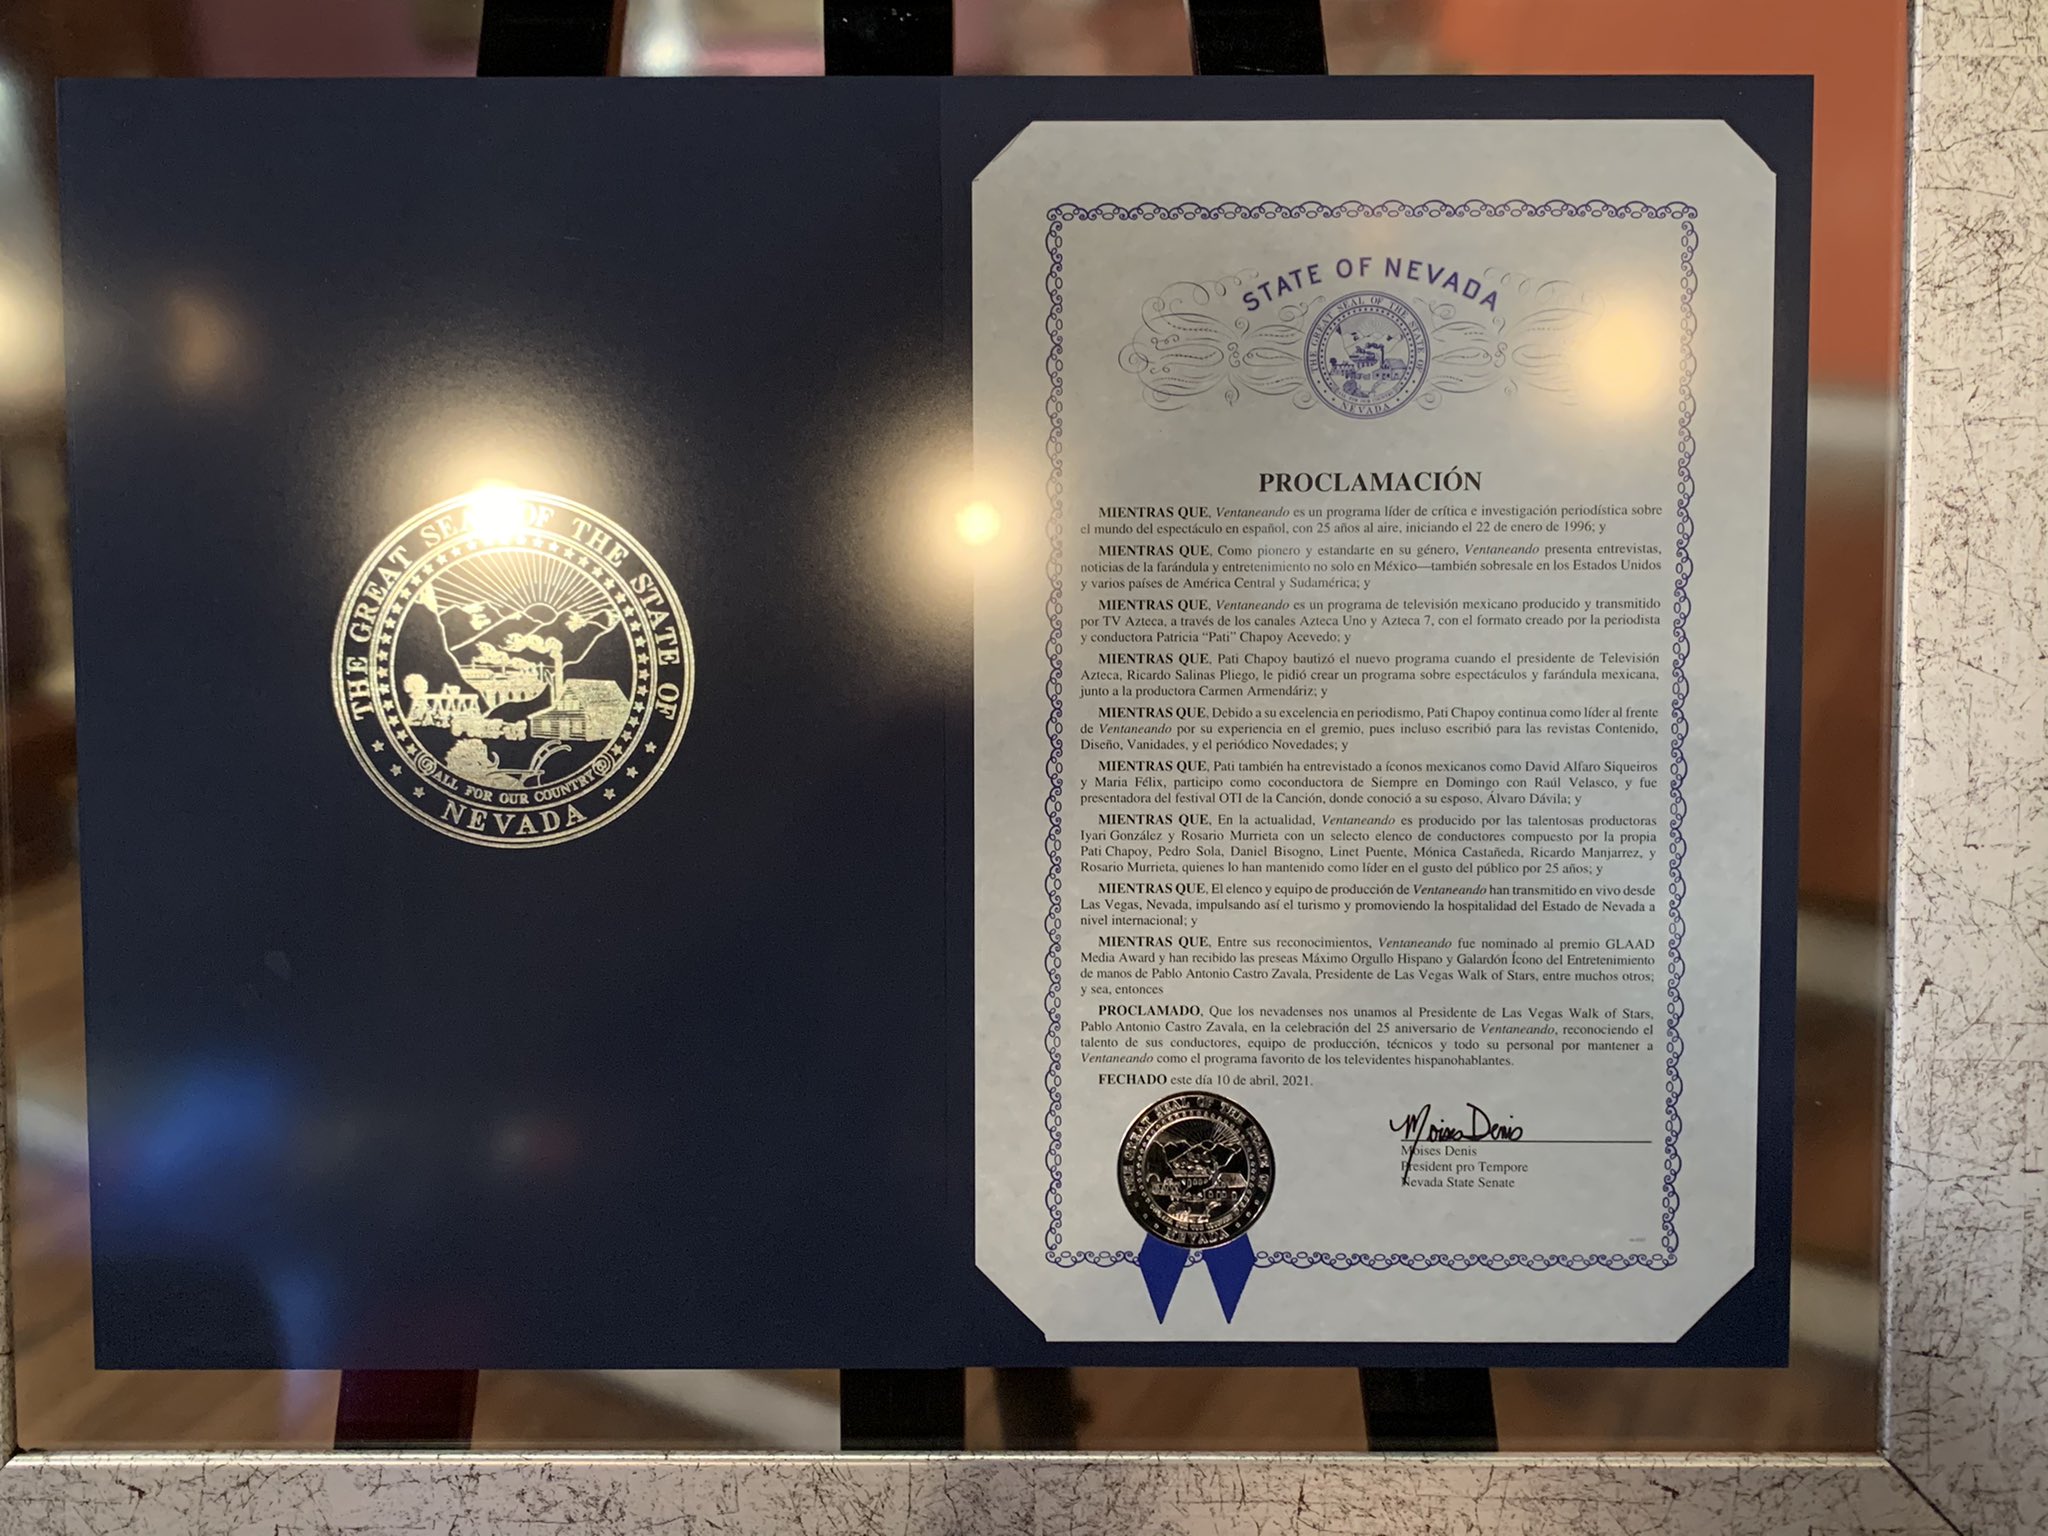 THE GREAT SEAL OF THE STATE OF
ALL FOR OUR COUNTRY
NEVADA
STATE OF NEVADA
THE GREAT SEAL OF THE STATE OF
NEVADA
PROCLAMACIÓN
MIENTRAS QUE, Ventaneando es un programa líder de crítica e investigación periodística sobre
el mundo del espectáculo en español, con 25 años al aire, iniciando el 22 de enero de 1996; y
MIENTRAS QUE, Como pionero y estandarte en su género, Ventaneando presenta entrevistas,
noticias de la farándula y entretenimiento no solo en México—también sobresale en los Estados Unidos
y varios países de América Central y Sudamérica; y
MIENTRAS QUE, Ventaneando es un programa de televisión mexicano producido y transmitido
por TV Azteca, a través de los canales Azteca Uno y Azteca 7, con el formato creado por la periodista
y conductora Patricia “Pati” Chapoy Acevedo; y
MIENTRAS QUE, Pati Chapoy bautizó el nuevo programa cuando el presidente de Televisión
Azteca, Ricardo Salinas Pliego, le pidió crear un programa sobre espectáculos y farándula mexicana,
junto a la productora Carmen Armendáriz; y
MIENTRAS QUE, Debido a su excelencia en periodismo, Pati Chapoy continua como líder al frente
de Ventaneando por su experiencia en el gremio, pues incluso escribió para las revistas Contenido,
Diseño, Vanidades, y el periódico Novedades; y
MIENTRAS QUE, Pati también ha entrevistado a íconos mexicanos como David Alfaro Siqueiros
y Maria Félix, participo como coconductora de Siempre en Domingo con Raúl Velasco, y fue
presentadora del festival OTI de la Canción, donde conoció a su esposo, Álvaro Dávila; y
MIENTRAS QUE, En la actualidad, Ventaneando es producido por las talentosas productoras
Iyari González y Rosario Murrieta con un selecto elenco de conductores compuesto por la propia
Pati Chapoy, Pedro Sola, Daniel Bisogno, Linet Puente, Mónica Castañeda, Ricardo Manjarrez, y
Rosario Murrieta, quienes lo han mantenido como líder en el gusto del público por 25 años; y
MIENTRAS QUE, El elenco y equipo de producción de Ventaneando han transmitido en vivo desde
Las Vegas, Nevada, impulsando así el turismo y promoviendo la hospitalidad del Estado de Nevada a
nivel internacional; y
MIENTRAS QUE, Entre sus reconocimientos, Ventaneando fue nominado al premio GLAAD
Media Award y han recibido las preseas Máximo Orgullo Hispano y Galardón Ícono del Entretenimiento
de manos de Pablo Antonio Castro Zavala, Presidente de Las Vegas Walk of Stars, entre muchos otros;
y sea, entonces
PROCLAMADO, Que los nevadenses nos unamos al Presidente de Las Vegas Walk of Stars,
Pablo Antonio Castro Zavala, en la celebración del 25 aniversario de Ventaneando, reconociendo el
talento de sus conductores, equipo de producción, técnicos y todo su personal por mantener a
Ventaneando como el programa favorito de los televidentes hispanohablantes.
FECHADO este día 10 de abril, 2021.
Moises Denis
Moises Denis
President pro Tempore
Nevada State Senate
THE GREAT SEAL OF THE STATE OF
NEVADA